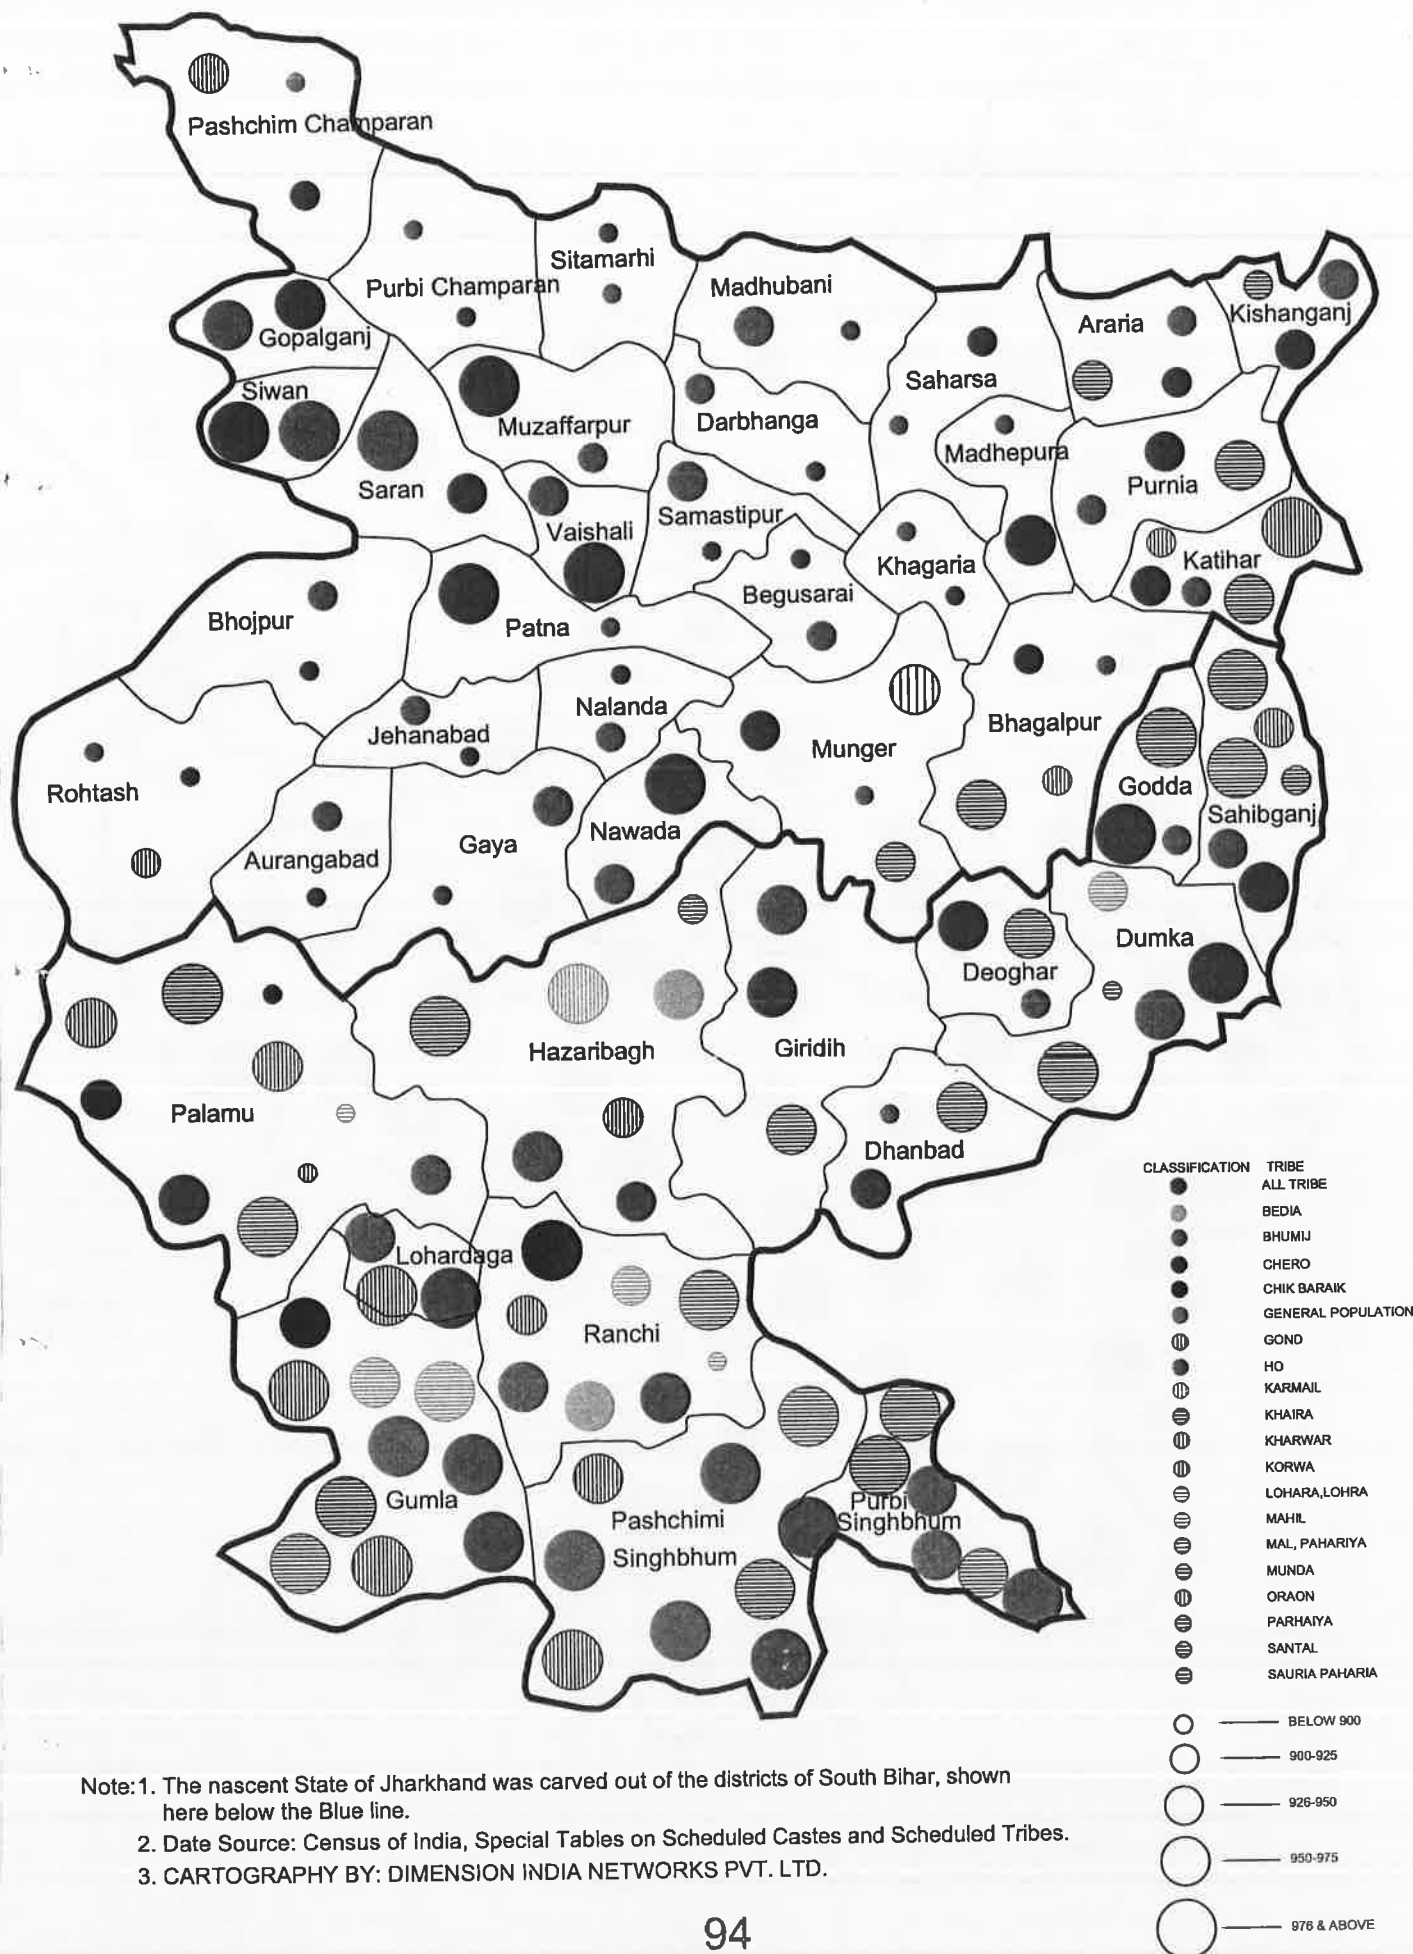 Pashchim Champaran
Purbi Champaran
Sitamarhi
Madhubani
Gopalganj
Siwan
Saran
Muzaffarpur
Darbhanga
Saharsa
Araria
Kishanganj
Madhepura
Purnia
Vaishali
Samastipur
Khagaria
Katihar
Begusarai
Bhojpur
Patna
Nalanda
Jehanabad
Munger
Bhagalpur
Godda
Sahibganj
Rohtash
Aurangabad
Gaya
Nawada
Deoghar
Dumka
Hazaribagh
Giridih
Palamu
Dhanbad
Lohardaga
Ranchi
Gumla
Pashchimi
Singhbhum
Purbi
Singhbhum
CLASSIFICATION TRIBE
ALL TRIBE
BEDIA
BHUMIJ
CHERO
CHIK BARAIK
GENERAL POPULATION
GOND
HO
KARMAIL
KHAIRA
KHARWAR
KORWA
LOHARA,LOHRA
MAHIL
MAL, PAHARIYA
MUNDA
ORAON
PARHAIYA
SANTAL
SAURIA PAHARIA
BELOW 900
900-925
926-950
950-975
976 & ABOVE
Note:1. The nascent State of Jharkhand was carved out of the districts of South Bihar, shown
here below the Blue line.
2. Date Source: Census of India, Special Tables on Scheduled Castes and Scheduled Tribes.
3. CARTOGRAPHY BY: DIMENSION INDIA NETWORKS PVT. LTD.
94